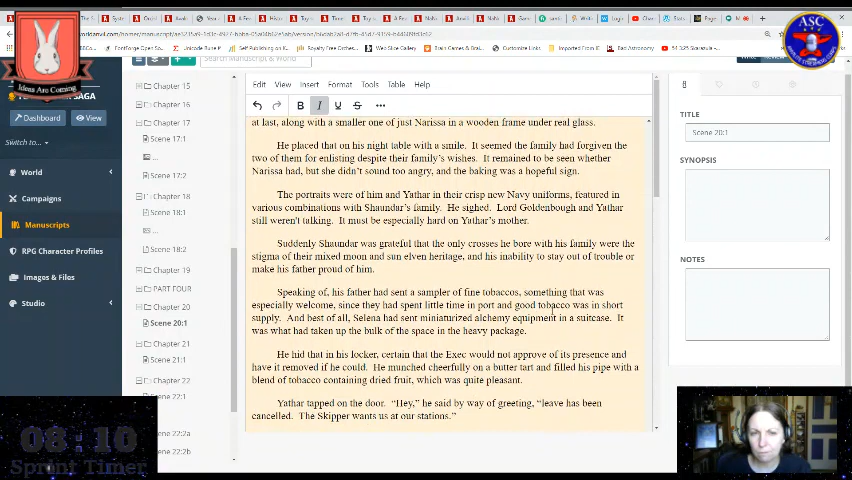 Ideas Are Coming
ASC
SAGA
Dashboard
View
Switch to...
World
Campaigns
Manuscripts
RPG Character Profiles
Images & Files
Studio
Search Manuscript
Chapter 15
Chapter 16
Chapter 17
Scene 17:1
...
Scene 17:2
Chapter 18
Scene 18:1
...
Scene 18:2
Chapter 19
PART FOUR
Chapter 20
Scene 20:1
Chapter 21
Scene 21:1
Chapter 22
Scene 22:1
Scene 22:2a
Scene 22:2b
Edit View Insert Format Tools Table Help
B I U S ...
at last, along with a smaller one of just Narissa in a wooden frame under real glass.
He placed that on his night table with a smile. It seemed the family had forgiven the
two of them for enlisting despite their family's wishes. It remained to be seen whether
Narissa had, but she didn't sound too angry, and the baking was a hopeful sign.
The portraits were of him and Yathar in their crisp new Navy uniforms, featured in
various combinations with Shaundar's family. He sighed. Lord Goldenbough and Yathar
still weren't talking. It must be especially hard on Yathar's mother.
Suddenly Shaundar was grateful that the only crosses he bore with his family were the
stigma of their mixed moon and sun elven heritage, and his inability to stay out of trouble or
make his father proud of him.
Speaking of, his father had sent a sampler of fine tobaccos, something that was
especially welcome, since they had spent little time in port and good tobacco was in short
supply. And best of all, Selena had sent miniaturized alchemy equipment in a suitcase. It
was what had taken up the bulk of the space in the heavy package.
He hid that in his locker, certain that the Exec would not approve of its presence and
have it removed if he could. He munched cheerfully on a butter tart and filled his pipe with a
blend of tobacco containing dried fruit, which was quite pleasant.
Yathar tapped on the door. “Hey,” he said by way of greeting, “leave has been
cancelled. The Skipper wants us at our stations.”
TITLE
Scene 20:1
SYNOPSIS
NOTES
08:10
Sprint Timer